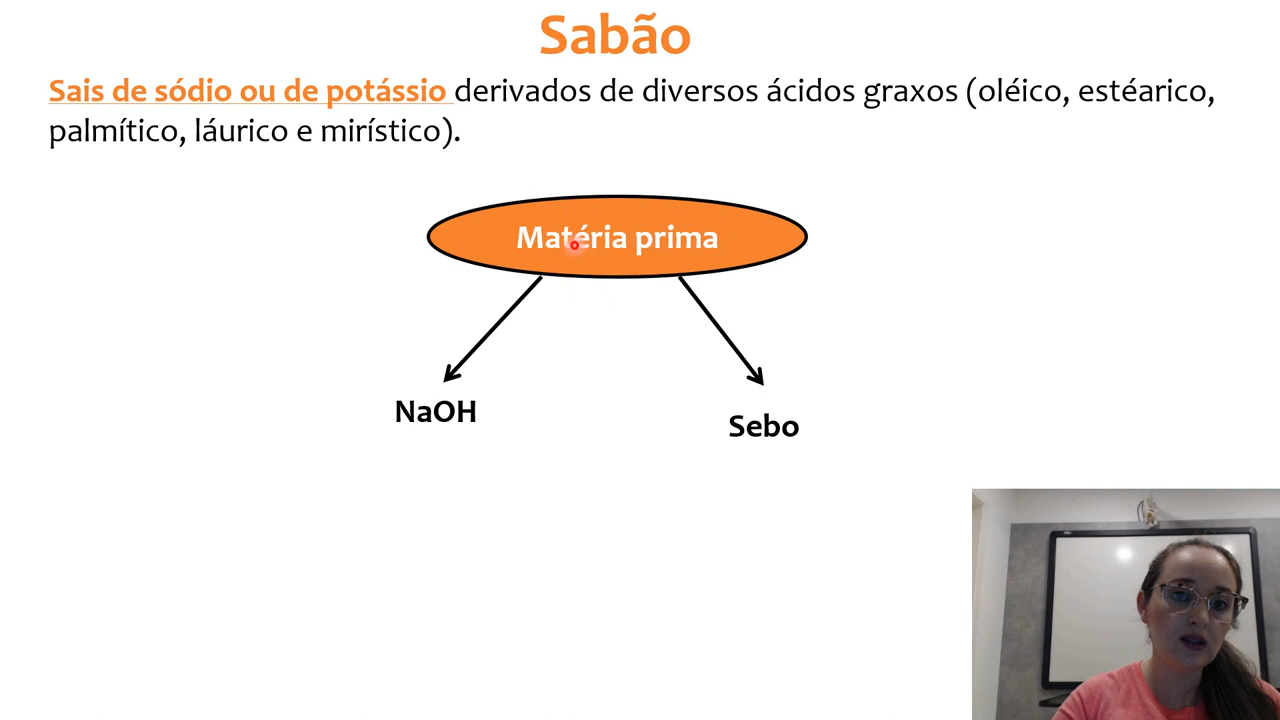 Sabão
Sais de sódio ou de potássio derivados de diversos ácidos graxos (oléico, estéarico,
palmítico, láurico e mirístico).
Matéria prima
NaOH
Sebo